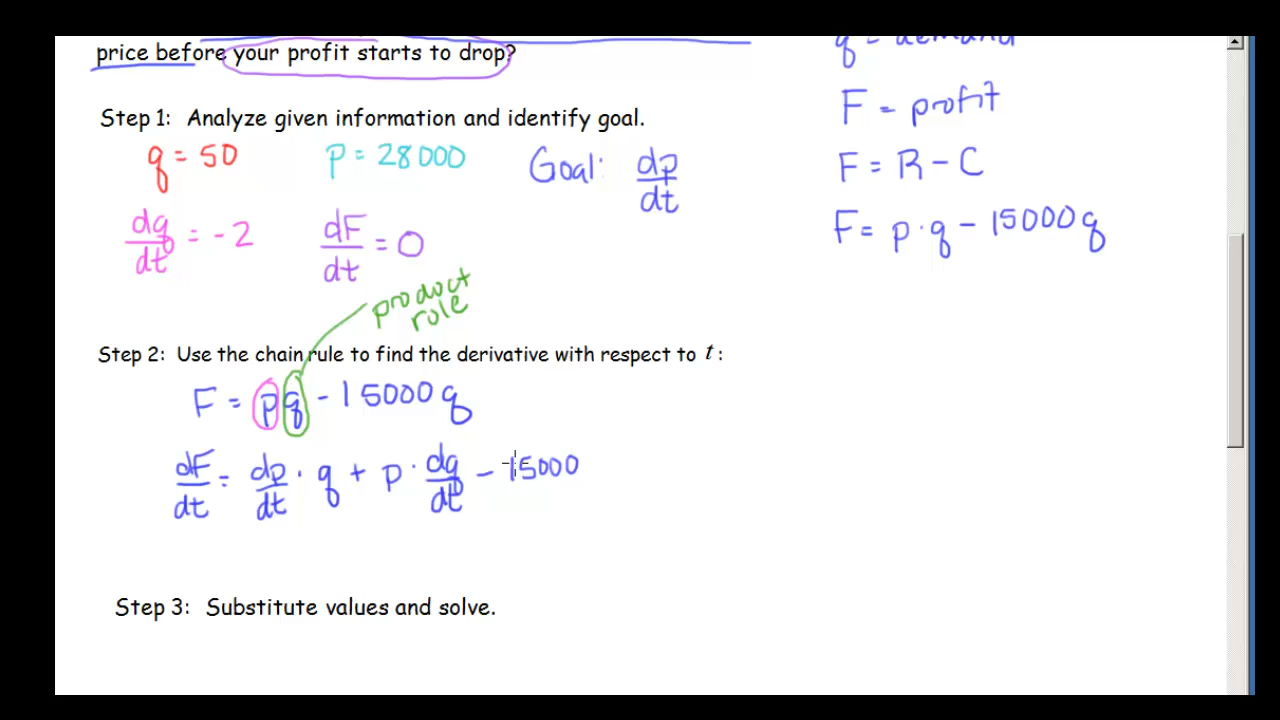 price before your profit starts to drop?
q = demand
F = profit
F = R - C
F = p·q - 15000q
Step 1: Analyze given information and identify goal.
q = 50 p = 28000 Goal: dp/dt
dq/dt = -2 dF/dt = 0
product
rule
Step 2: Use the chain rule to find the derivative with respect to t:
F = pq - 15000q
dF/dt = dp/dt · q + p · dq/dt - 15000
Step 3: Substitute values and solve.